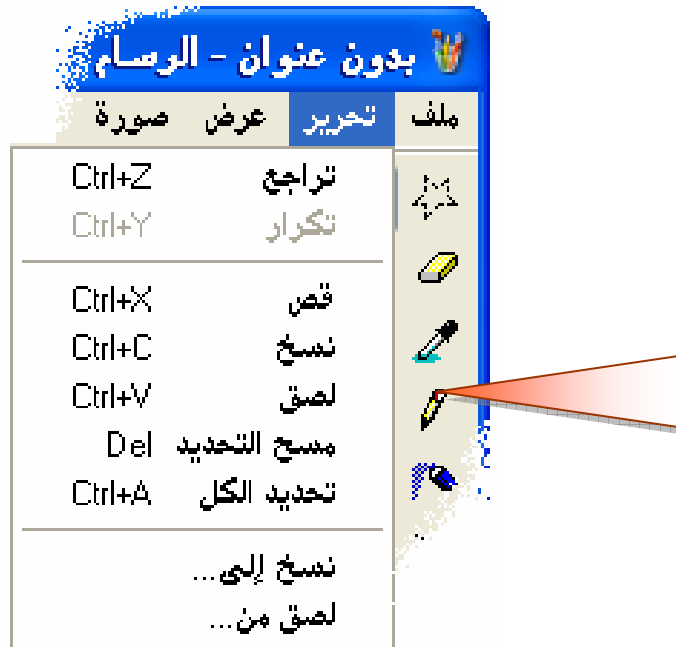 بدون عنوان - الرسام
ملف تحرير عرض صورة
تراجع Ctrl+Z
تكرار Ctrl+Y
قص Ctrl+X
نسخ Ctrl+C
لصق Ctrl+V
مسح التحديد Del
تحديد الكل Ctrl+A
نسخ إلى...
لصق من...